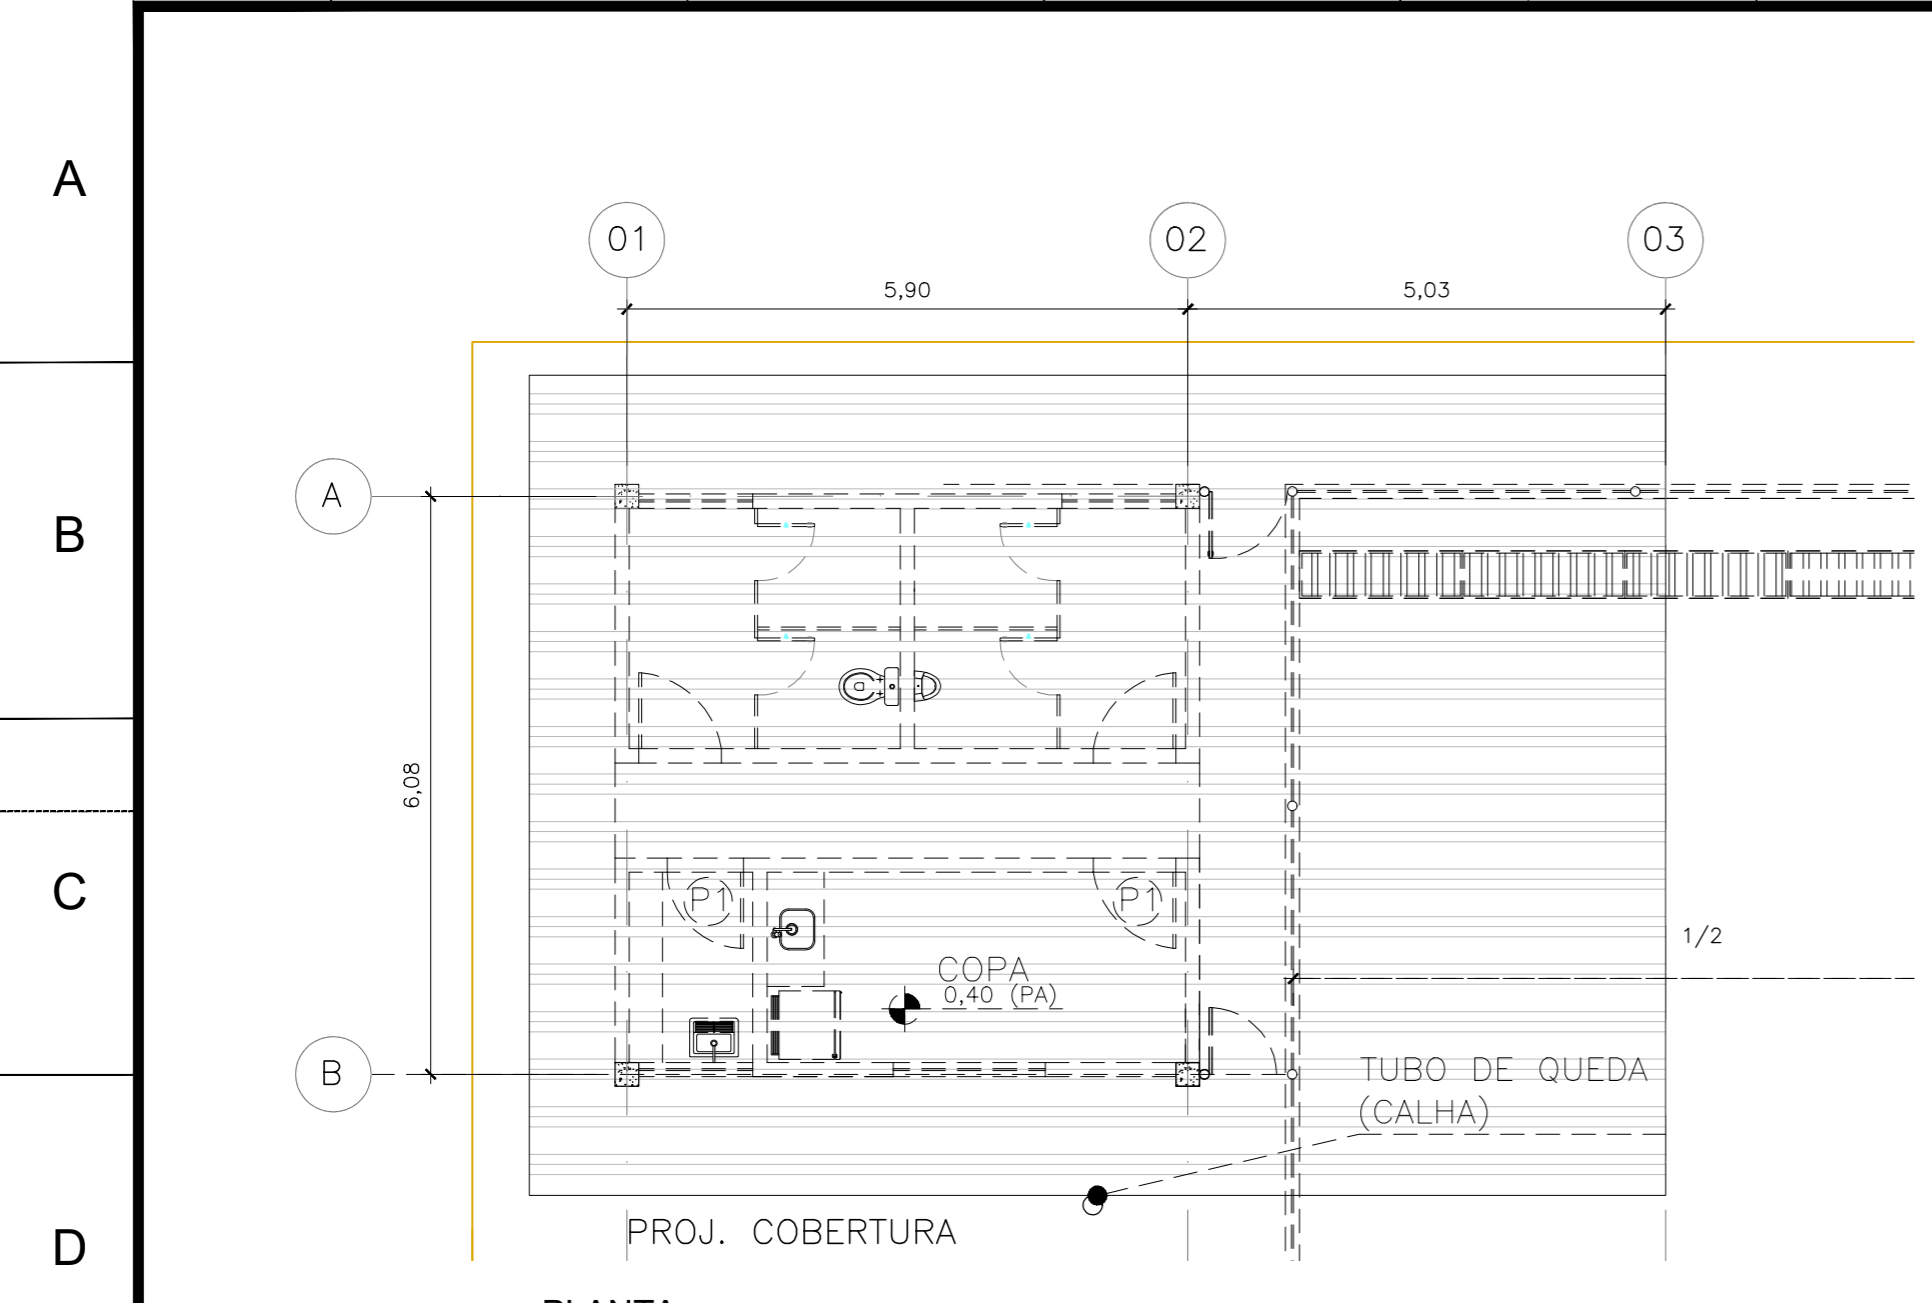 A
01
02
03
5,90
5,03
A
B
6,08
P1
P1
C
1/2
COPA
0,40 (PA)
B
TUBO DE QUEDA
(CALHA)
PROJ. COBERTURA
D
PLANTA